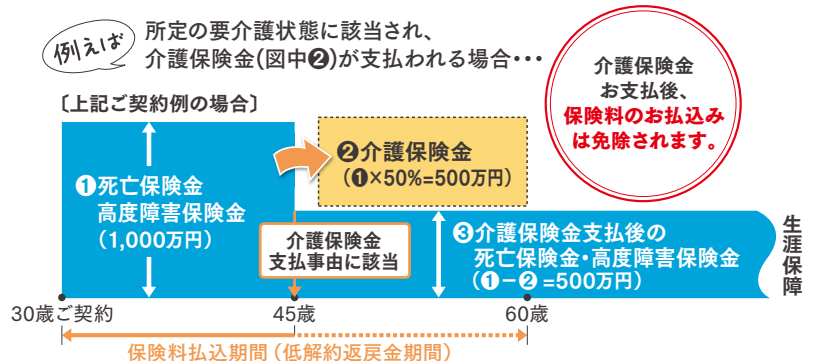 例えば
所定の要介護状態に該当され、
介護保険金(図中❷)が支払われる場合･･･
介護保険金
お支払後、
保険料のお払込み
は免除されます。
〔上記ご契約例の場合〕
❶死亡保険金
高度障害保険金
（1,000万円）
❷介護保険金
（❶×50%=500万円）
介護保険金
支払事由に該当
❸介護保険金支払後の
死亡保険金･高度障害保険金
（❶－❷ =500万円）
生涯保障
30歳ご契約
45歳
60歳
保険料払込期間（低解約返戻金期間）